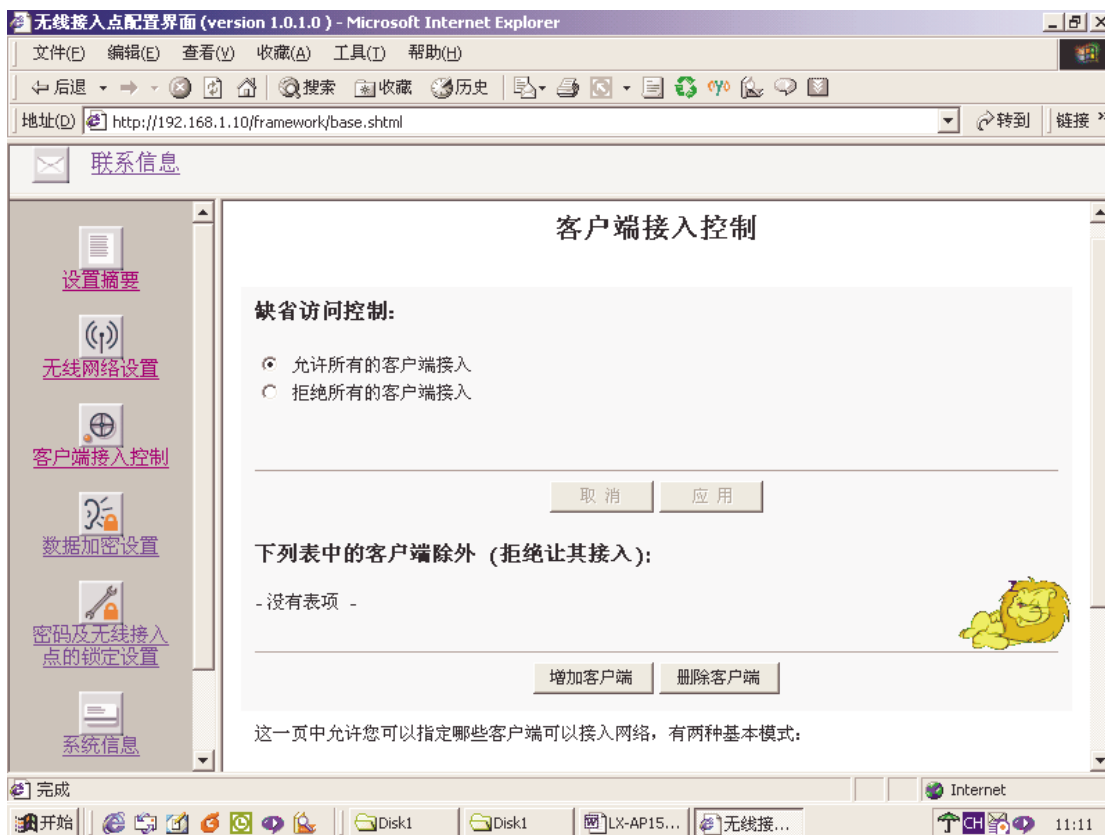 无线接入点配置界面 (version 1.0.1.0 ) - Microsoft Internet Explorer
文件(F) 编辑(E) 查看(V) 收藏(A) 工具(T) 帮助(H)
后退 搜索 收藏 历史
地址(D) http://192.168.1.10/framework/base.shtml 转到 链接 »
联系信息
设置摘要
无线网络设置
客户端接入控制
数据加密设置
密码及无线接入
点的锁定设置
系统信息
客户端接入控制
缺省访问控制:
允许所有的客户端接入
拒绝所有的客户端接入
取 消 应 用
下列表中的客户端除外 (拒绝让其接入):
- 没有表项 -
增加客户端 删除客户端
这一页中允许您可以指定哪些客户端可以接入网络，有两种基本模式:
完成 Internet
开始 Disk1 Disk1 LX-AP15... 无线接... CH 11:11